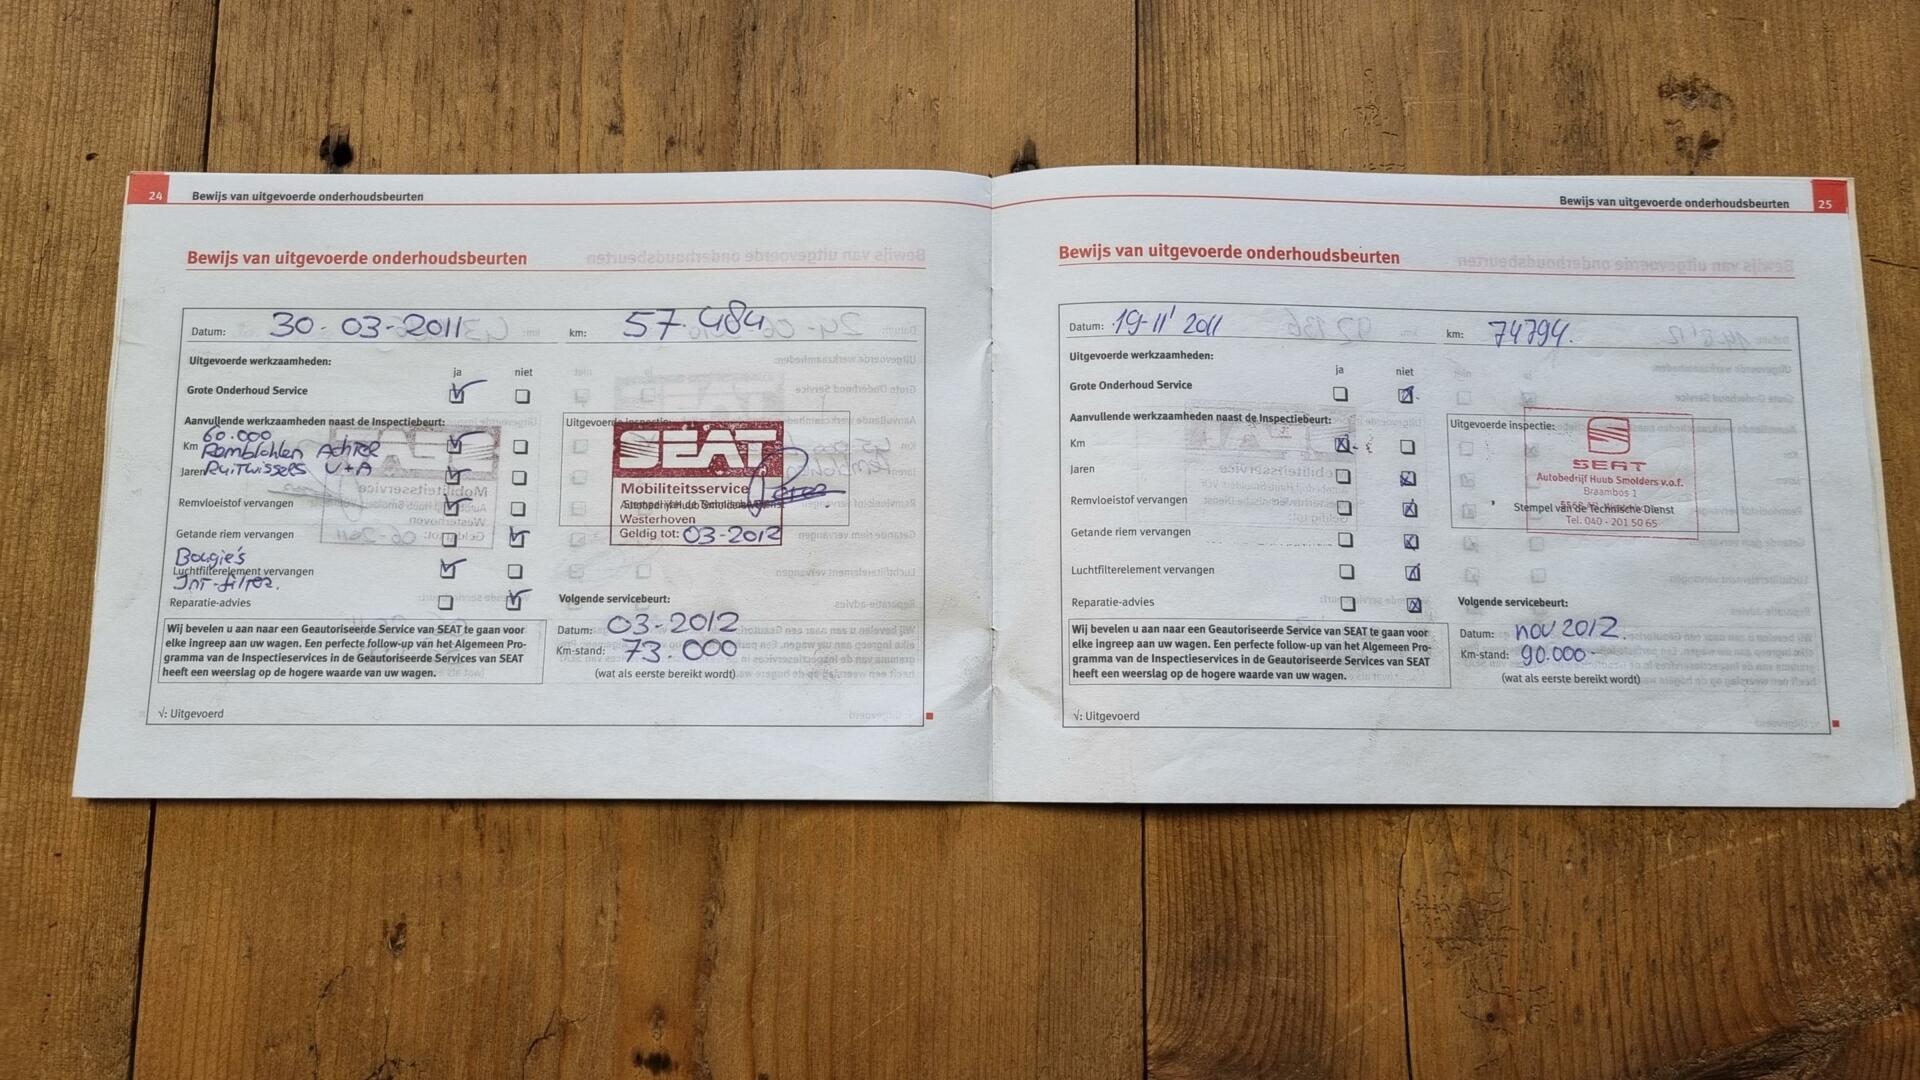 24 Bewijs van uitgevoerde onderhoudsbeurten
Bewijs van uitgevoerde onderhoudsbeurten
Datum: 30-03-2011 km: 57.484
Uitgevoerde werkzaamheden:
ja niet
Grote Onderhoud Service
Aanvullende werkzaamheden naast de Inspectiebeurt:
60.000
Km Remblokken Achter
Jaren Ruitwissers V+A
Remvloeistof vervangen
Getande riem vervangen
Bougie's
Luchtfilterelement vervangen
Int-filter.
Reparatie-advies
Wij bevelen u aan naar een Geautoriseerde Service van SEAT te gaan voor
elke ingreep aan uw wagen. Een perfecte follow-up van het Algemeen Pro-
gramma van de Inspectieservices in de Geautoriseerde Services van SEAT
heeft een weerslag op de hogere waarde van uw wagen.
√: Uitgevoerd
Uitgevoerde inspectie:
SEAT
Mobiliteitsservice
Autobedrijf Huub Smolders
Westerhoven
Geldig tot: 03-2012
Volgende servicebeurt:
Datum: 03-2012
Km-stand: 73.000
(wat als eerste bereikt wordt)
Bewijs van uitgevoerde onderhoudsbeurten 25
Bewijs van uitgevoerde onderhoudsbeurten
Datum: 19-11' 2011 km: 74794.
Uitgevoerde werkzaamheden:
ja niet
Grote Onderhoud Service
Aanvullende werkzaamheden naast de Inspectiebeurt:
Km
Jaren
Remvloeistof vervangen
Getande riem vervangen
Luchtfilterelement vervangen
Reparatie-advies
Wij bevelen u aan naar een Geautoriseerde Service van SEAT te gaan voor
elke ingreep aan uw wagen. Een perfecte follow-up van het Algemeen Pro-
gramma van de Inspectieservices in de Geautoriseerde Services van SEAT
heeft een weerslag op de hogere waarde van uw wagen.
√: Uitgevoerd
Uitgevoerde inspectie:
SEAT
Autobedrijf Huub Smolders v.o.f.
Braambos 1
Stempel van de Technische Dienst
Tel. 040 - 201 50 65
Volgende servicebeurt:
Datum: nov 2012.
Km-stand: 90.000
(wat als eerste bereikt wordt)